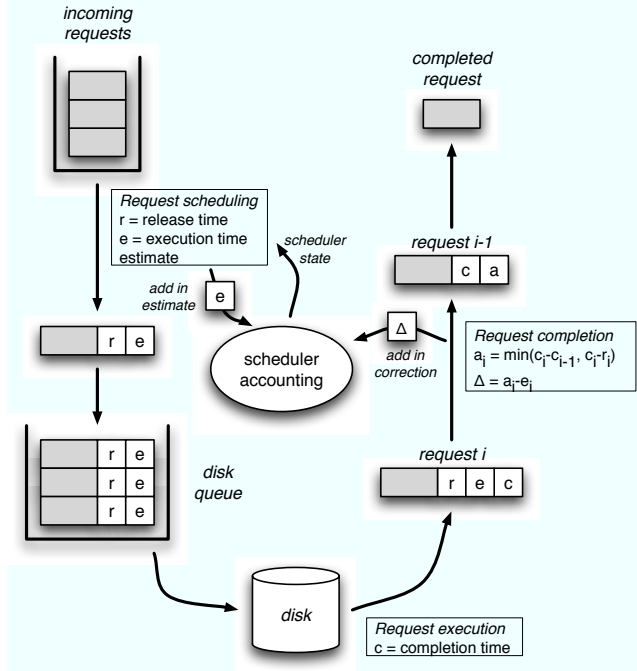 incoming
requests
completed
request
Request scheduling
r = release time
e = execution time
estimate
scheduler
state
request i-1
c a
add in
estimate
e
Δ
add in
correction
Request completion
aᵢ = min(cᵢ-cᵢ₋₁, cᵢ-rᵢ)
Δ = aᵢ-eᵢ
r e
scheduler
accounting
r e
r e
r e
disk
queue
request i
r e c
disk
Request execution
c = completion time